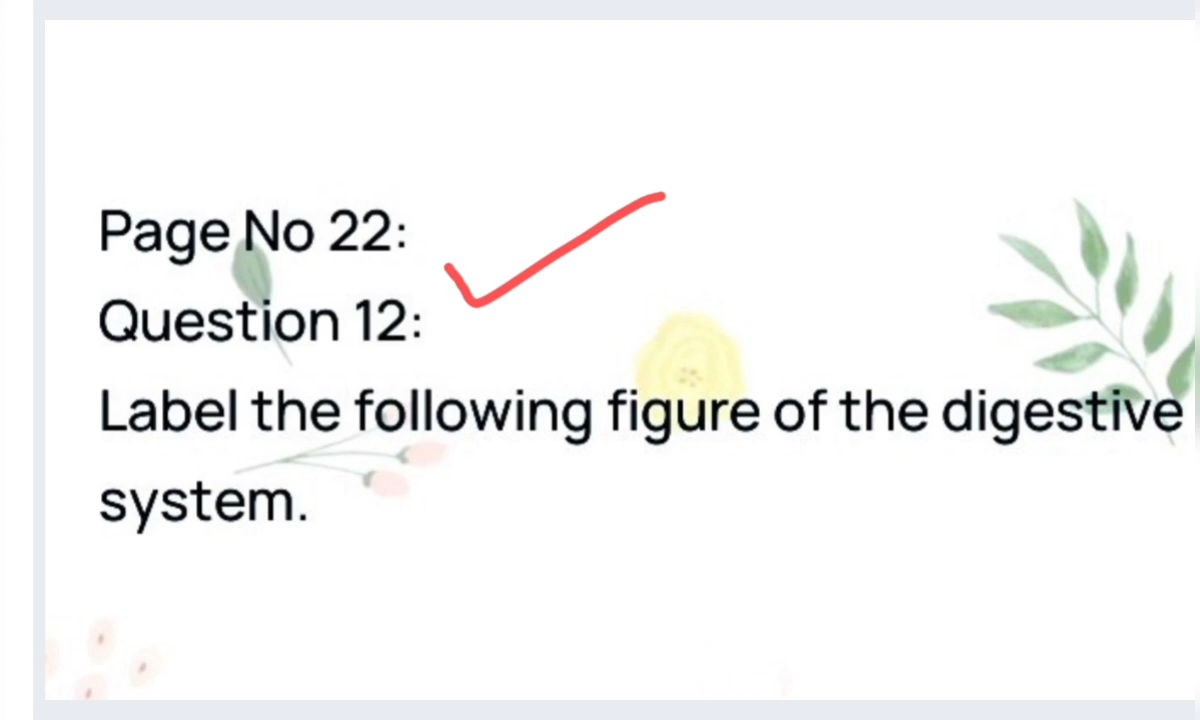 Page No 22:
Question 12:
Label the following figure of the digestive
system.